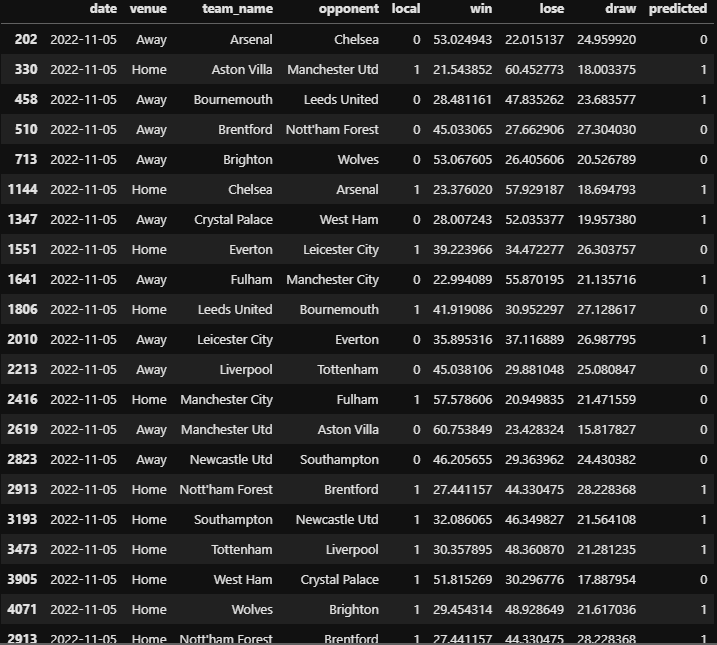 date venue team_name opponent local win lose draw predicted
202 2022-11-05 Away Arsenal Chelsea 0 53.024943 22.015137 24.959920 0
330 2022-11-05 Home Aston Villa Manchester Utd 1 21.543852 60.452773 18.003375 1
458 2022-11-05 Away Bournemouth Leeds United 0 28.481161 47.835262 23.683577 1
510 2022-11-05 Away Brentford Nott'ham Forest 0 45.033065 27.662906 27.304030 0
713 2022-11-05 Away Brighton Wolves 0 53.067605 26.405606 20.526789 0
1144 2022-11-05 Home Chelsea Arsenal 1 23.376020 57.929187 18.694793 1
1347 2022-11-05 Away Crystal Palace West Ham 0 28.007243 52.035377 19.957380 1
1551 2022-11-05 Home Everton Leicester City 1 39.223966 34.472277 26.303757 0
1641 2022-11-05 Away Fulham Manchester City 0 22.994089 55.870195 21.135716 1
1806 2022-11-05 Home Leeds United Bournemouth 1 41.919086 30.952297 27.128617 0
2010 2022-11-05 Away Leicester City Everton 0 35.895316 37.116889 26.987795 1
2213 2022-11-05 Away Liverpool Tottenham 0 45.038106 29.881048 25.080847 0
2416 2022-11-05 Home Manchester City Fulham 1 57.578606 20.949835 21.471559 0
2619 2022-11-05 Away Manchester Utd Aston Villa 0 60.753849 23.428324 15.817827 0
2823 2022-11-05 Away Newcastle Utd Southampton 0 46.205655 29.363962 24.430382 0
2913 2022-11-05 Home Nott'ham Forest Brentford 1 27.441157 44.330475 28.228368 1
3193 2022-11-05 Home Southampton Newcastle Utd 1 32.086065 46.349827 21.564108 1
3473 2022-11-05 Home Tottenham Liverpool 1 30.357895 48.360870 21.281235 1
3905 2022-11-05 Home West Ham Crystal Palace 1 51.815269 30.296776 17.887954 0
4071 2022-11-05 Home Wolves Brighton 1 29.454314 48.928649 21.617036 1
2913 2022-11-05 Home Nott'ham Forest Brentford 1 27.441157 44.330475 28.228368 1